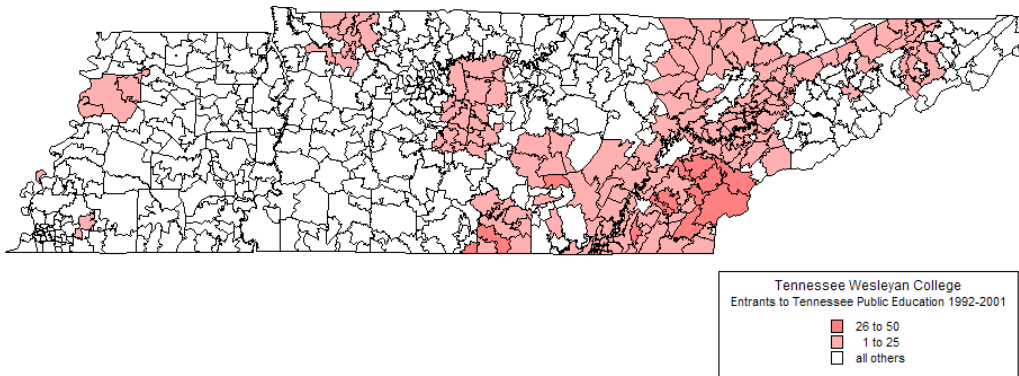 Tennessee Wesleyan College
Entrants to Tennessee Public Education 1992-2001
26 to 50
1 to 25
all others